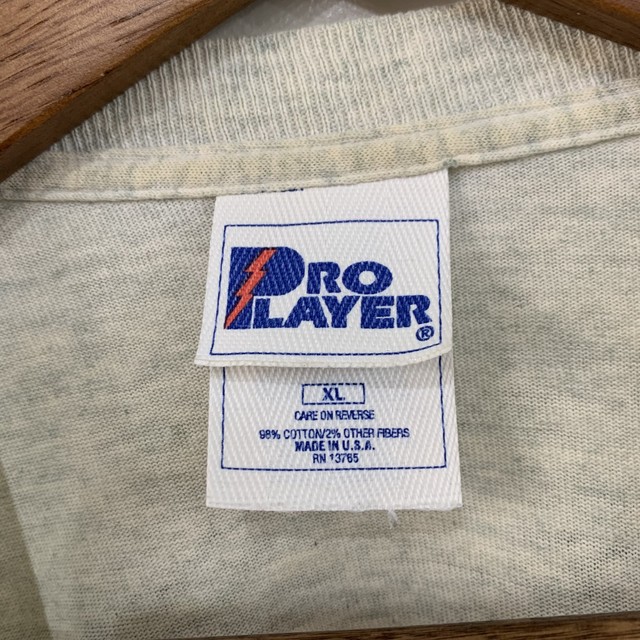 PRO
PLAYER®
XL
CARE ON REVERSE
98% COTTON/2% OTHER FIBERS
MADE IN U.S.A.
RN 13765